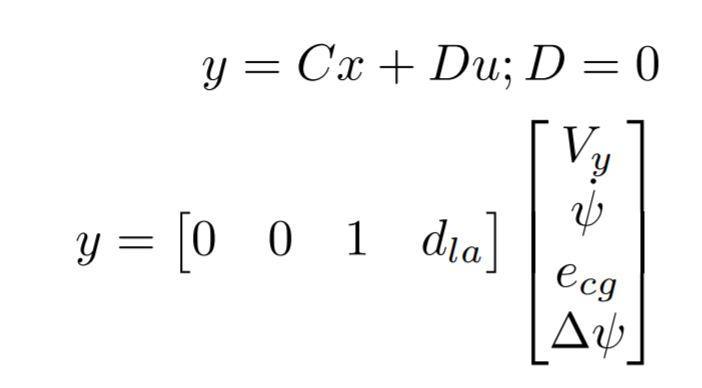 y = Cx + Du; D = 0
y = [0 0 1 d_{la}] [V_y
ψ̇
e_{cg}
Δψ]